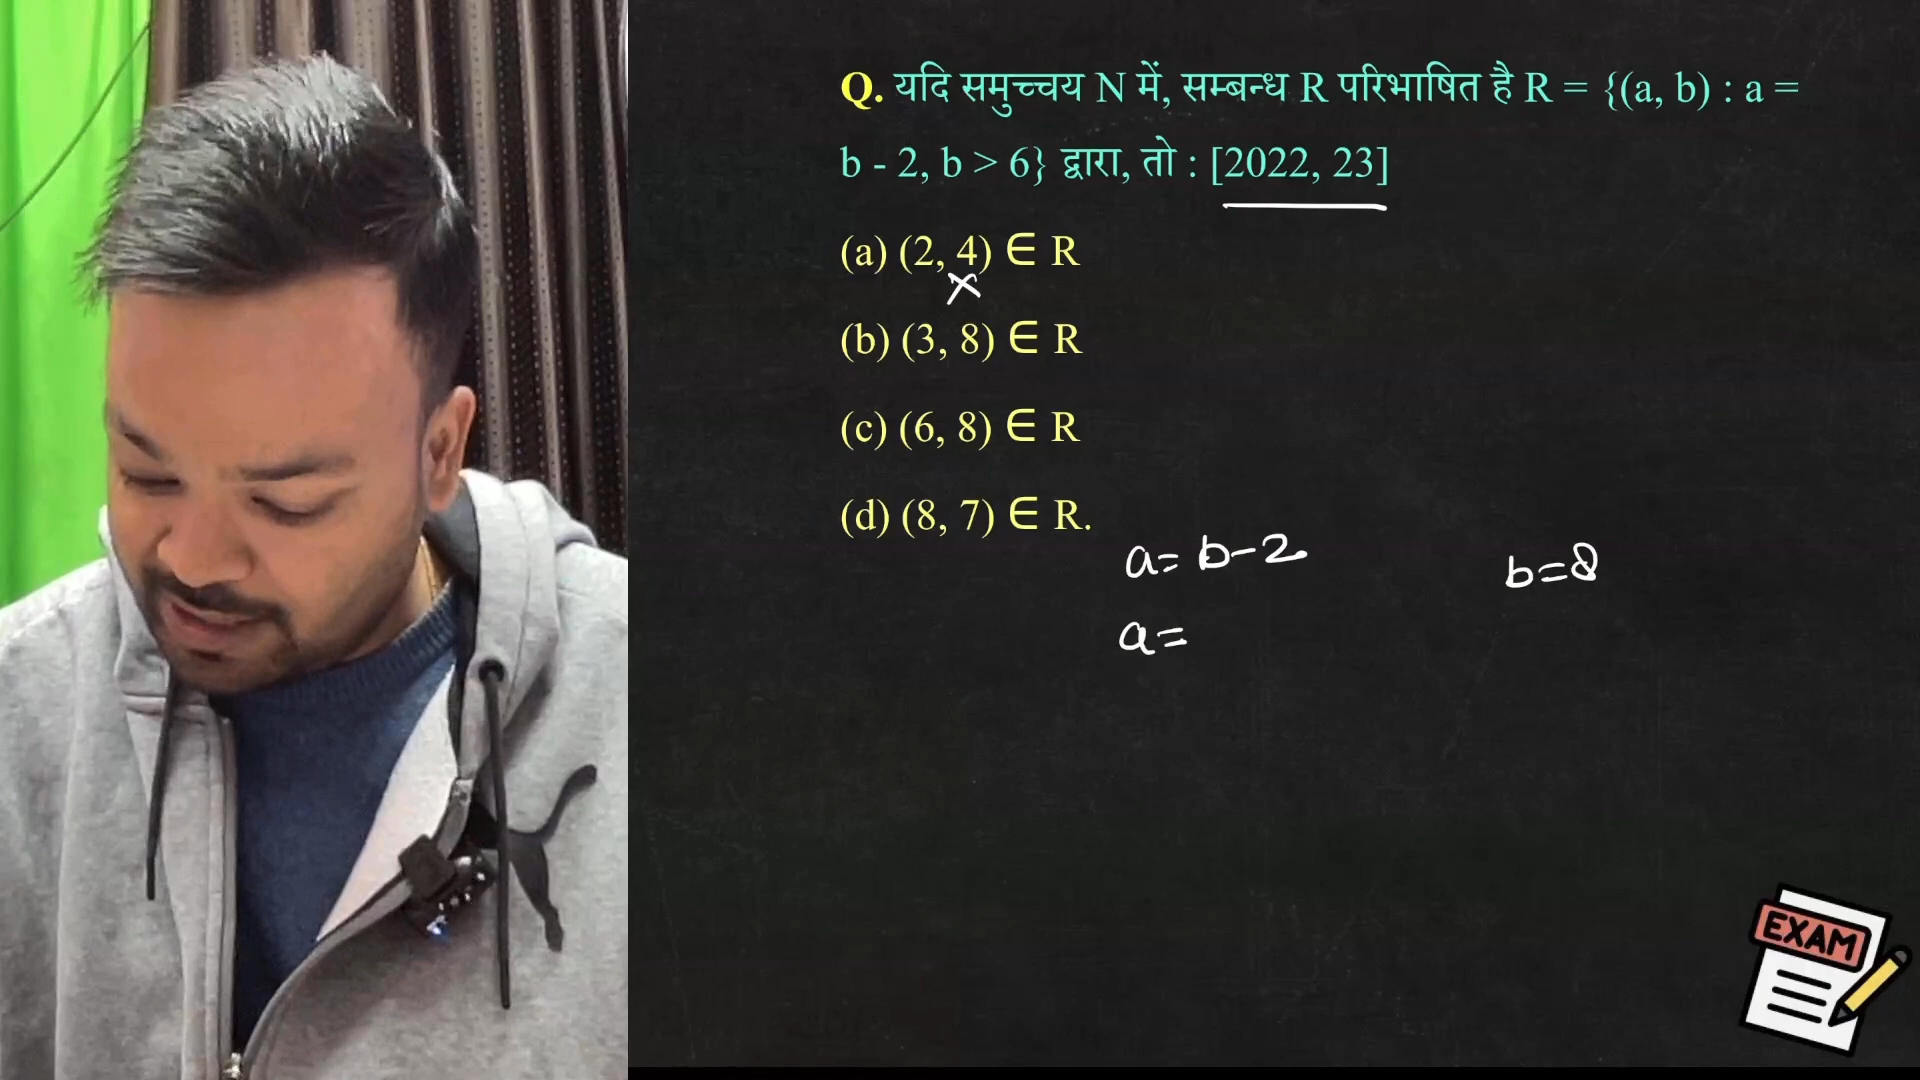 Q. यदि समुच्चय N में, सम्बन्ध R परिभाषित है R = {(a, b) : a =
b - 2, b > 6} द्वारा, तो : [2022, 23]
(a) (2, 4) ∈ R
(b) (3, 8) ∈ R
(c) (6, 8) ∈ R
(d) (8, 7) ∈ R.
a = b - 2
b = 8
a =
EXAM